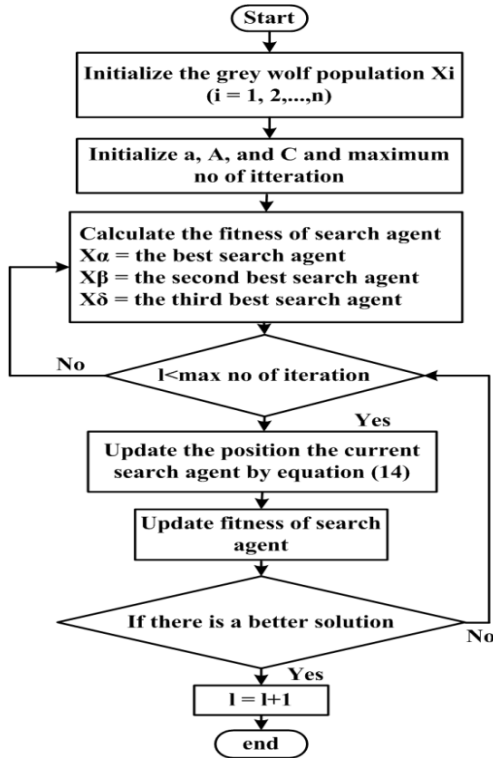 Start
Initialize the grey wolf population Xi
(i = 1, 2,...,n)
Initialize a, A, and C and maximum
no of itteration
Calculate the fitness of search agent
Xα = the best search agent
Xβ = the second best search agent
Xδ = the third best search agent
No
l<max no of iteration
Yes
Update the position the current
search agent by equation (14)
Update fitness of search
agent
If there is a better solution
No
Yes
l = l+1
end